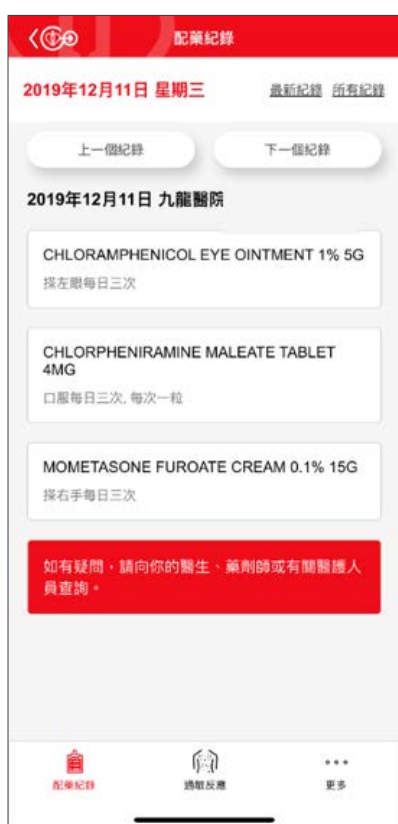 配藥紀錄
2019年12月11日 星期三
最新紀錄 所有紀錄
上一個紀錄
下一個紀錄
2019年12月11日 九龍醫院
CHLORAMPHENICOL EYE OINTMENT 1% 5G
搽左眼每日三次
CHLORPHENIRAMINE MALEATE TABLET
4MG
口服每日三次, 每次一粒
MOMETASONE FUROATE CREAM 0.1% 15G
搽右手每日三次
如有疑問，請向你的醫生、藥劑師或有關醫護人
員查詢。
配藥紀錄
過敏反應
更多